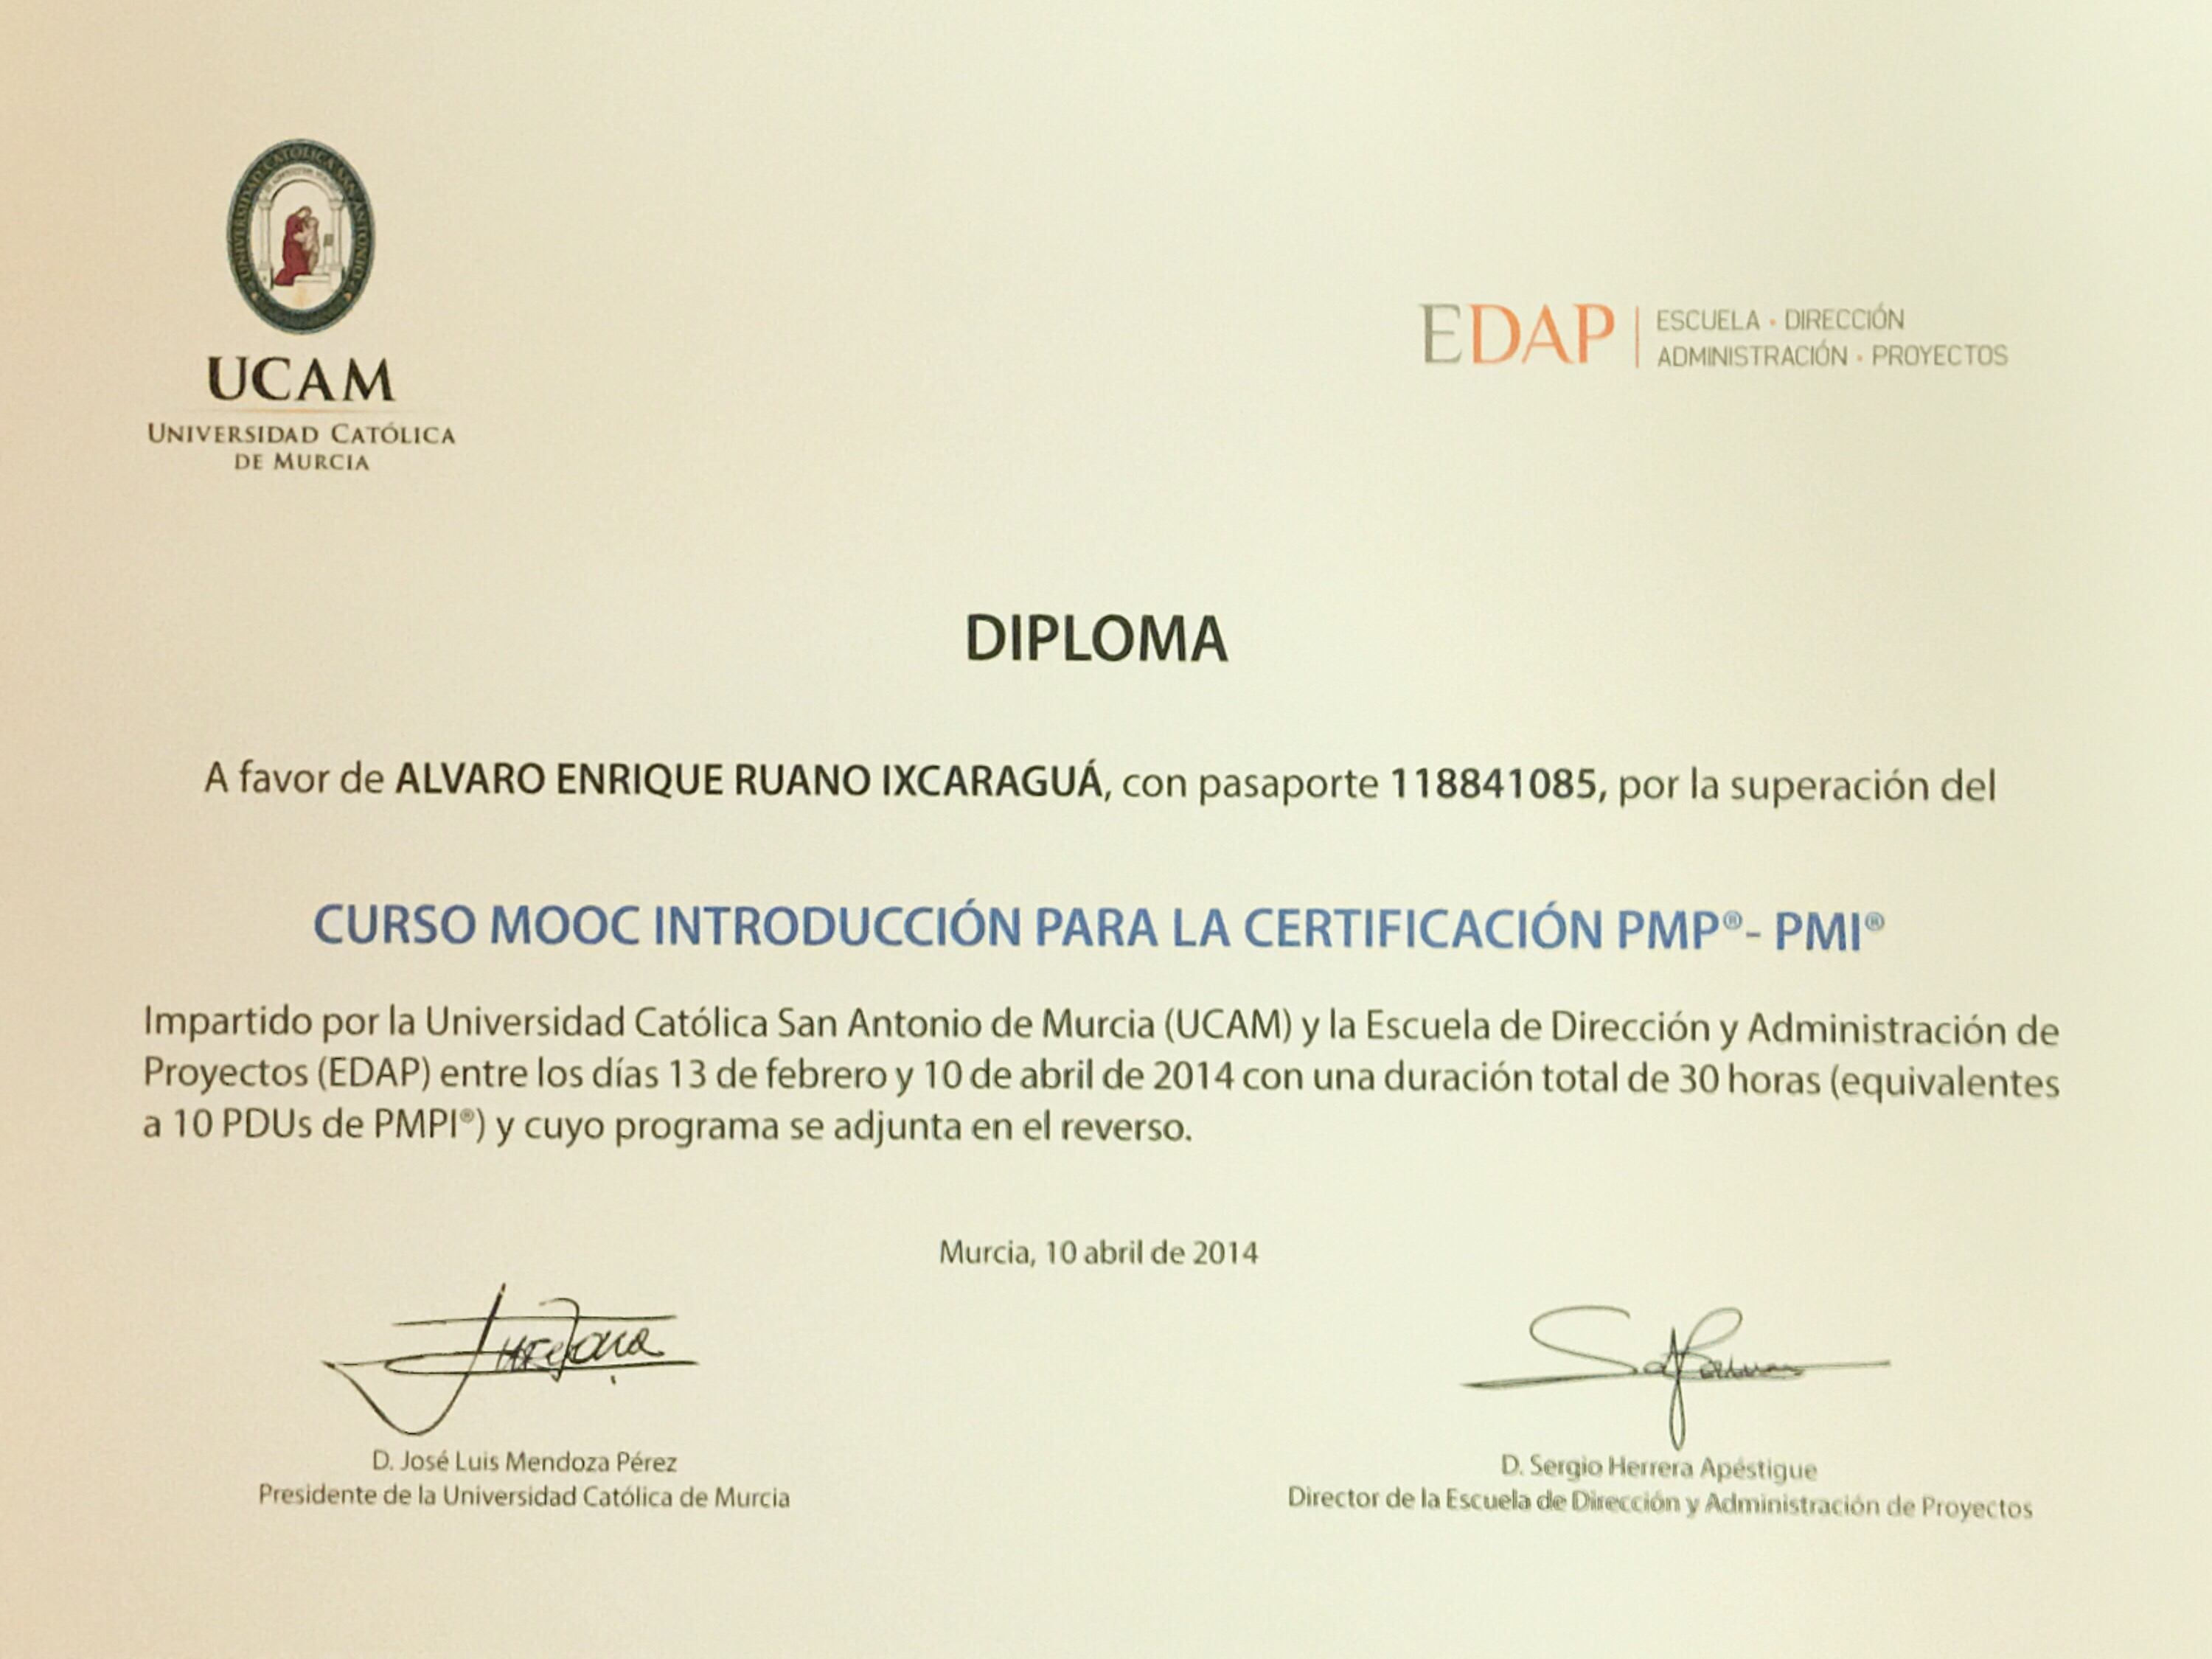 UNIVERSIDAD CATÓLICA SAN ANTONIO
UCAM
UNIVERSIDAD CATÓLICA
DE MURCIA
EDAP
ESCUELA · DIRECCIÓN
ADMINISTRACIÓN · PROYECTOS
DIPLOMA
A favor de ALVARO ENRIQUE RUANO IXCARAGUÁ, con pasaporte 118841085, por la superación del
CURSO MOOC INTRODUCCIÓN PARA LA CERTIFICACIÓN PMP®- PMI®
Impartido por la Universidad Católica San Antonio de Murcia (UCAM) y la Escuela de Dirección y Administración de
Proyectos (EDAP) entre los días 13 de febrero y 10 de abril de 2014 con una duración total de 30 horas (equivalentes
a 10 PDUs de PMPI®) y cuyo programa se adjunta en el reverso.
Murcia, 10 abril de 2014
D. José Luis Mendoza Pérez
Presidente de la Universidad Católica de Murcia
D. Sergio Herrera Apéstigue
Director de la Escuela de Dirección y Administración de Proyectos